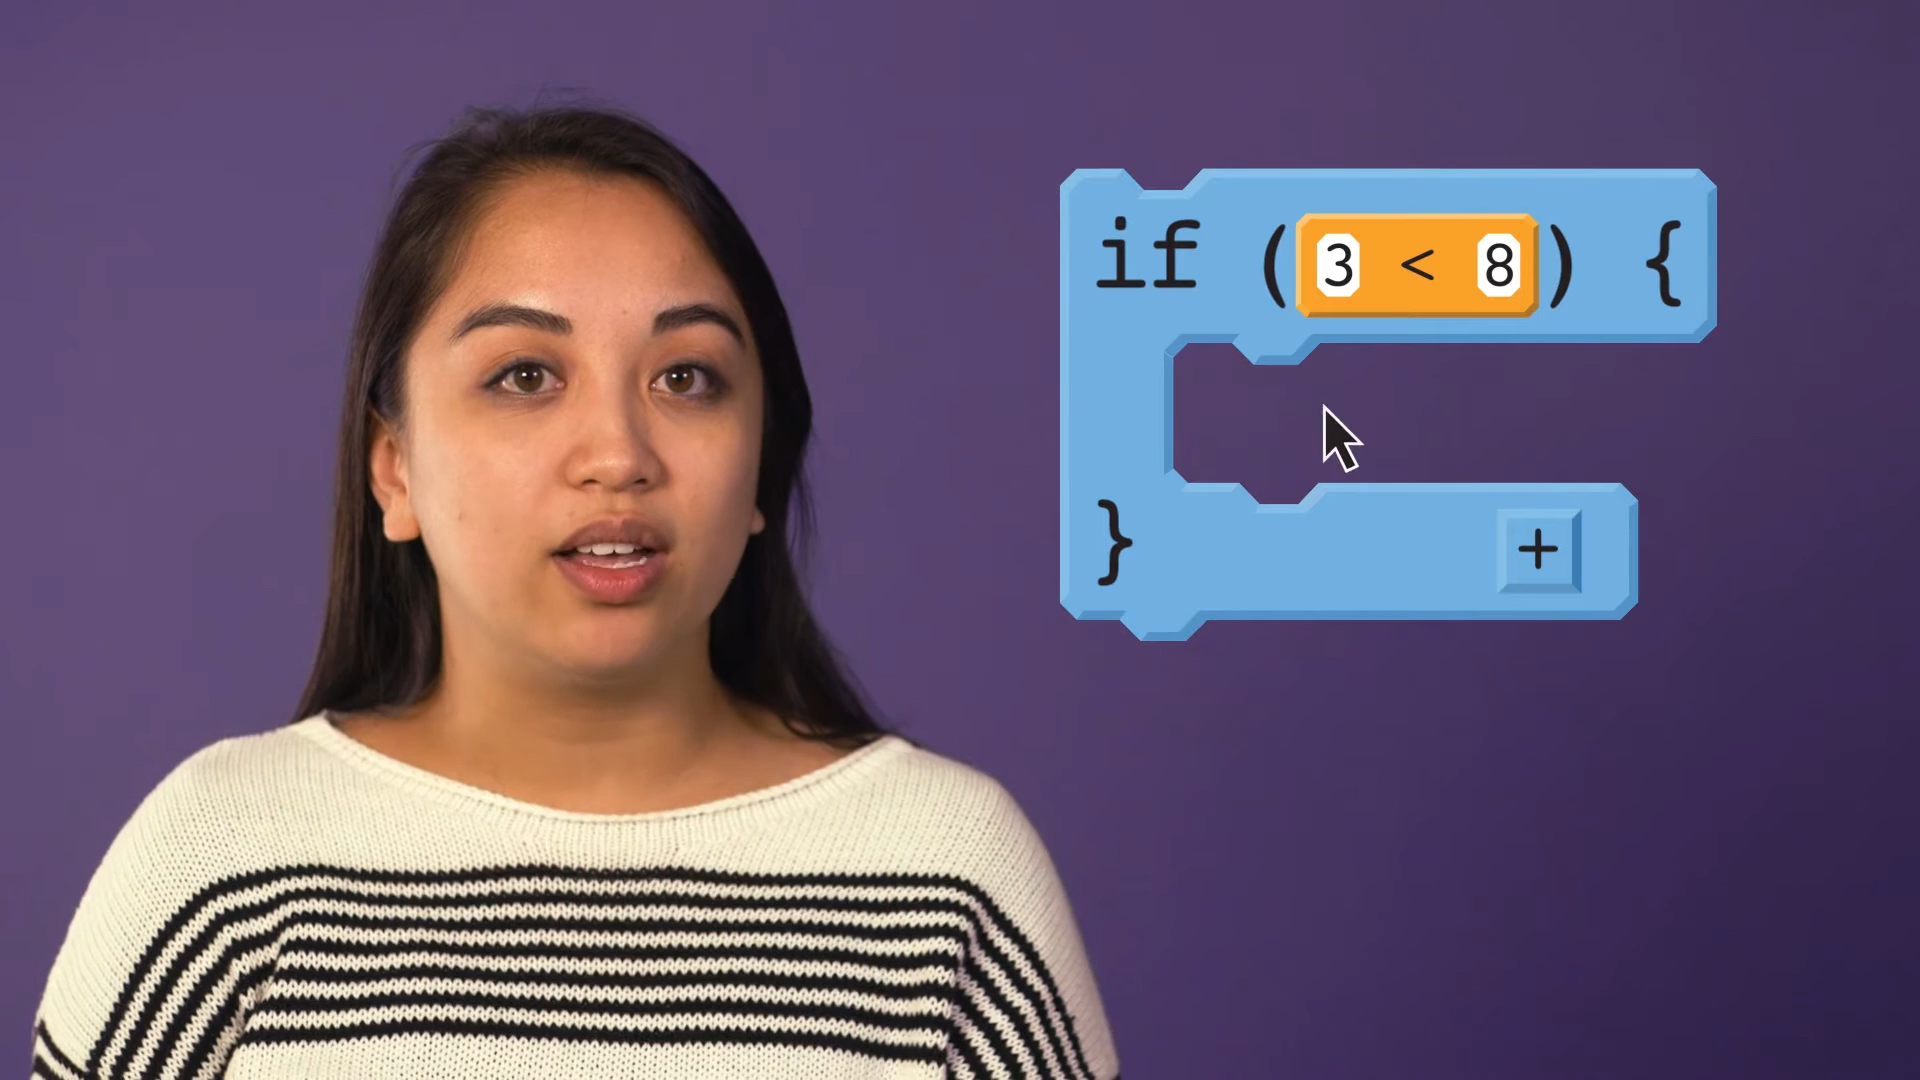 if (3 < 8) {
}
+